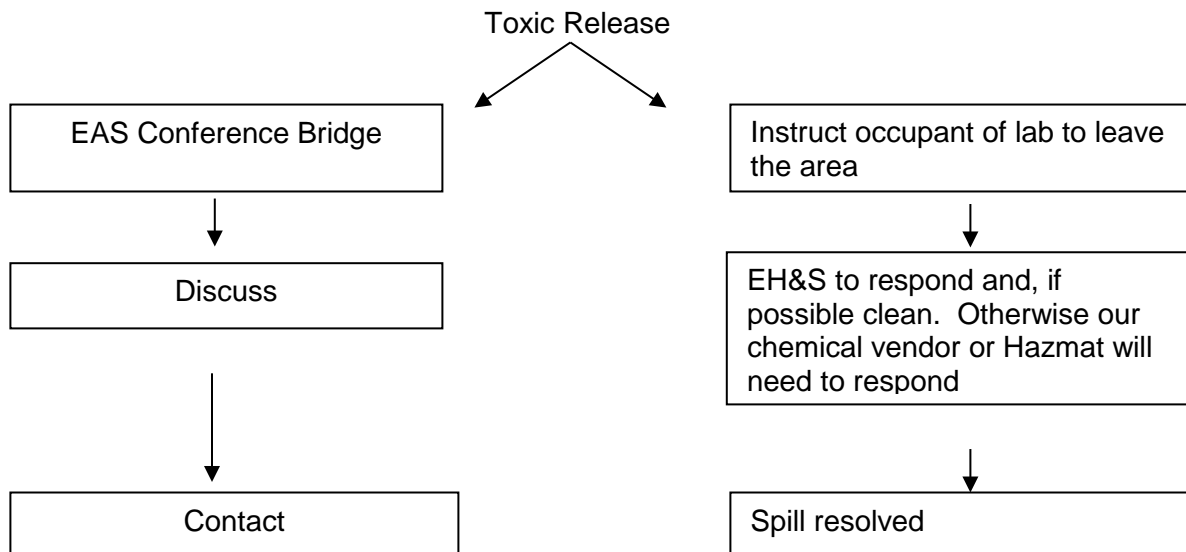 Toxic Release
EAS Conference Bridge
Discuss
Contact
Instruct occupant of lab to leave
the area
EH&S to respond and, if
possible clean.  Otherwise our
chemical vendor or Hazmat will
need to respond
Spill resolved